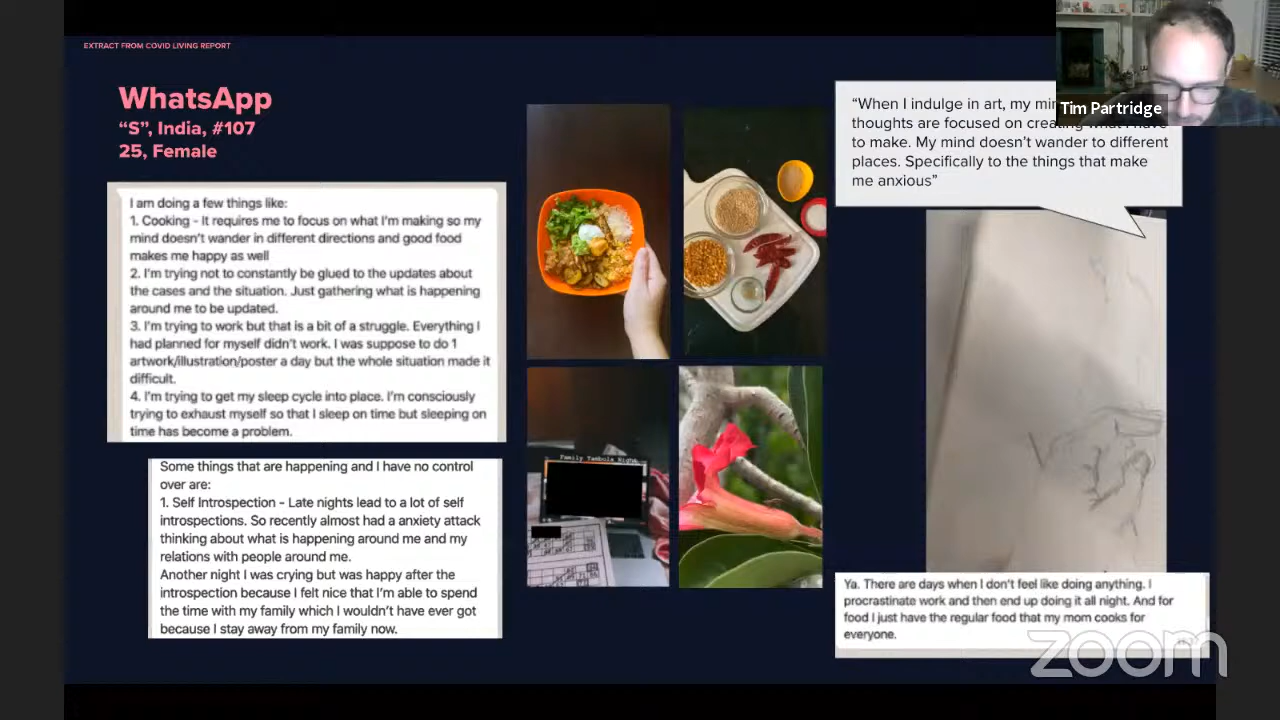 EXTRACT FROM COVID LIVING REPORT
WhatsApp
“S”, India, #107
25, Female
I am doing a few things like:
1. Cooking - It requires me to focus on what I'm making so my
mind doesn't wander in different directions and good food
makes me happy as well
2. I'm trying not to constantly be glued to the updates about
the cases and the situation. Just gathering what is happening
around me to be updated.
3. I'm trying to work but that is a bit of a struggle. Everything I
had planned for myself didn't work. I was suppose to do 1
artwork/illustration/poster a day but the whole situation made it
difficult.
4. I'm trying to get my sleep cycle into place. I'm consciously
trying to exhaust myself so that I sleep on time but sleeping on
time has become a problem.
Some things that are happening and I have no control
over are:
1. Self Introspection - Late nights lead to a lot of self
introspections. So recently almost had a anxiety attack
thinking about what is happening around me and my
relations with people around me.
Another night I was crying but was happy after the
introspection because I felt nice that I'm able to spend
the time with my family which I wouldn't have ever got
because I stay away from my family now.
Family Tambola Night
“When I indulge in art, my
thoughts are focused on creating what I have
to make. My mind doesn’t wander to different
places. Specifically to the things that make
me anxious”
Tim Partridge
Ya. There are days when I don't feel like doing anything. I
procrastinate work and then end up doing it all night. And for
food I just have the regular food that my mom cooks for
everyone.
zoom